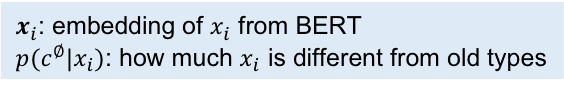 𝒙ᵢ: embedding of 𝑥ᵢ from BERT
𝑝(𝑐^∅|𝑥ᵢ): how much 𝑥ᵢ is different from old types